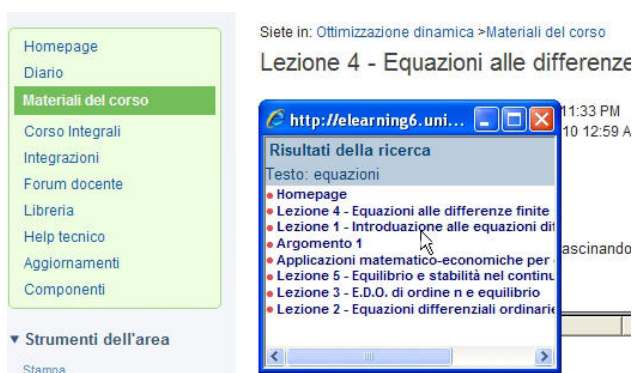 Homepage
Diario
Materiali del corso
Corso Integrali
Integrazioni
Forum docente
Libreria
Help tecnico
Aggiornamenti
Componenti
Strumenti dell'area
Stampa
Siete in: Ottimizzazione dinamica >Materiali del corso
Lezione 4 - Equazioni alle differenze
11:33 PM
10 12:59 A
ascinando
http://elearning6.uni...
Risultati della ricerca
Testo: equazioni
Homepage
Lezione 4 - Equazioni alle differenze finite
Lezione 1 - Introduzione alle equazioni dif
Argomento 1
Applicazioni matematico-economiche per
Lezione 5 - Equilibrio e stabilità nel continu
Lezione 3 - E.D.O. di ordine n e equilibrio
Lezione 2 - Equazioni differenziali ordinarie